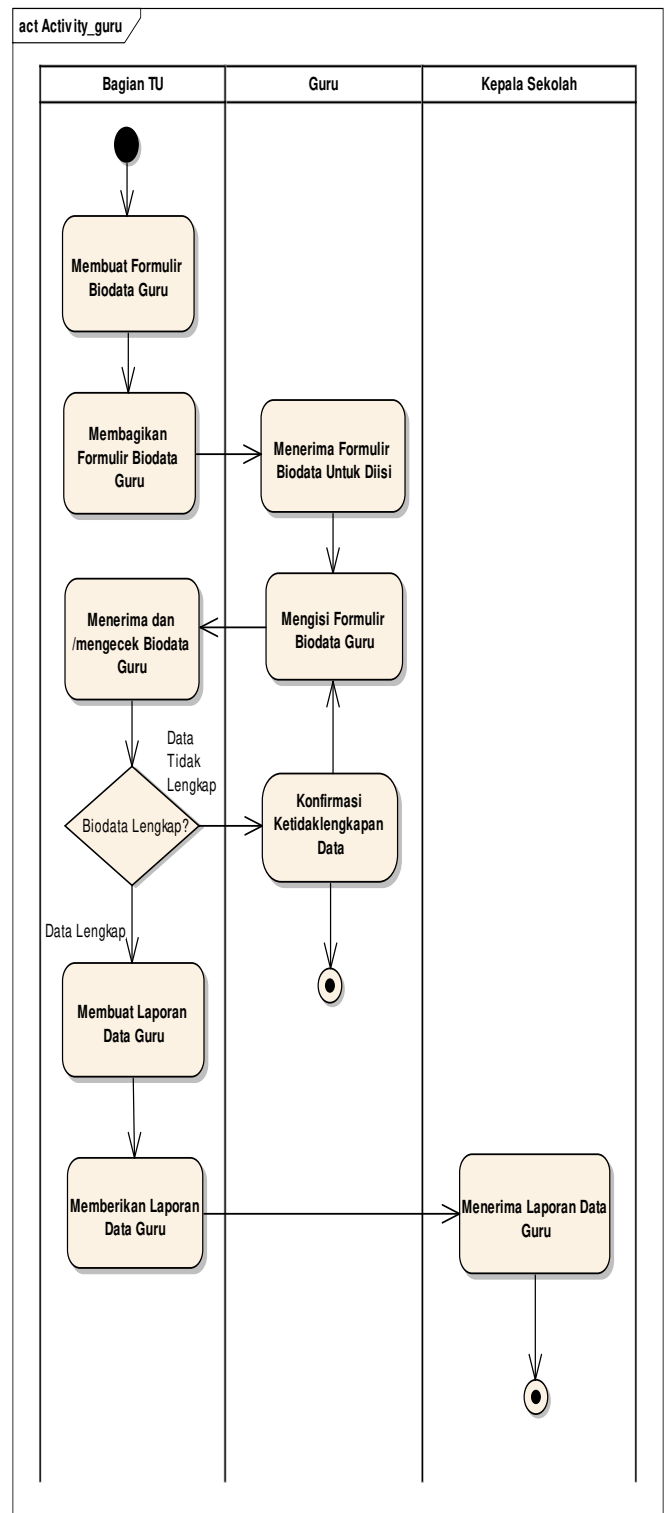 act Activity_guru
Bagian TU
Guru
Kepala Sekolah
Membuat Formulir
Biodata Guru
Membagikan
Formulir Biodata
Guru
Menerima Formulir
Biodata Untuk Diisi
Menerima dan
/mengecek Biodata
Guru
Mengisi Formulir
Biodata Guru
Data
Tidak
Lengkap
Biodata Lengkap?
Konfirmasi
Ketidaklengkapan
Data
Data Lengkap
Membuat Laporan
Data Guru
Memberikan Laporan
Data Guru
Menerima Laporan Data
Guru